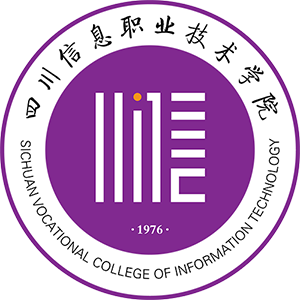 四川信息职业技术学院
·1976·
SICHUAN VOCATIONAL COLLEGE OF INFORMATION TECHNOLOGY